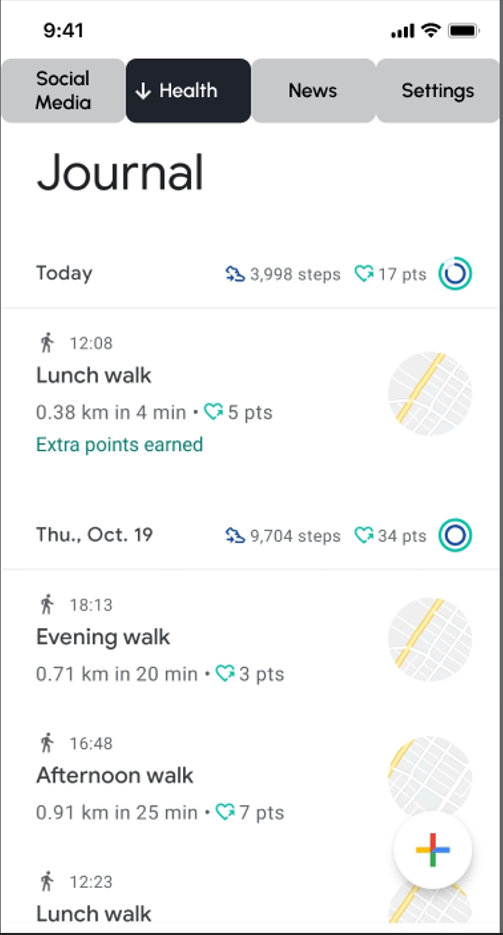 9:41
Social
Media
Health
News
Settings
Journal
Today
3,998 steps
17 pts
12:08
Lunch walk
0.38 km in 4 min • 5 pts
Extra points earned
Thu., Oct. 19
9,704 steps
34 pts
18:13
Evening walk
0.71 km in 20 min • 3 pts
16:48
Afternoon walk
0.91 km in 25 min • 7 pts
12:23
Lunch walk